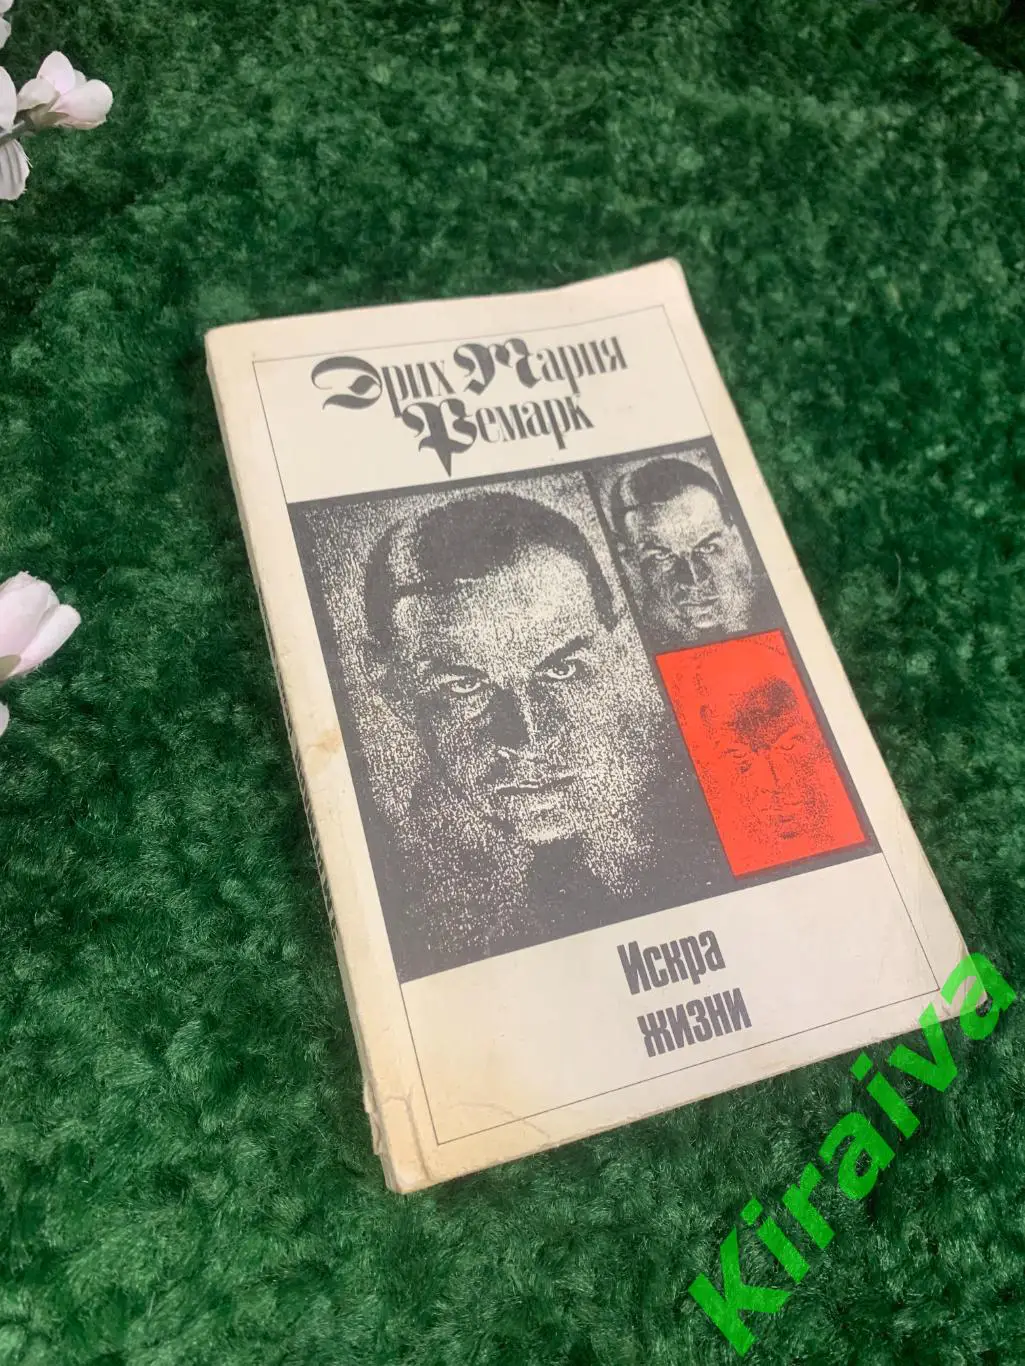 Эрих Мария
Ремарк
Искра
жизни
Kiraiva